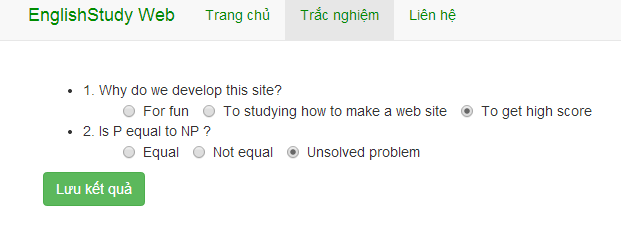 EnglishStudy Web Trang chủ Trắc nghiệm Liên hệ
1. Why do we develop this site?
For fun To studying how to make a web site To get high score
2. Is P equal to NP ?
Equal Not equal Unsolved problem
Lưu kết quả